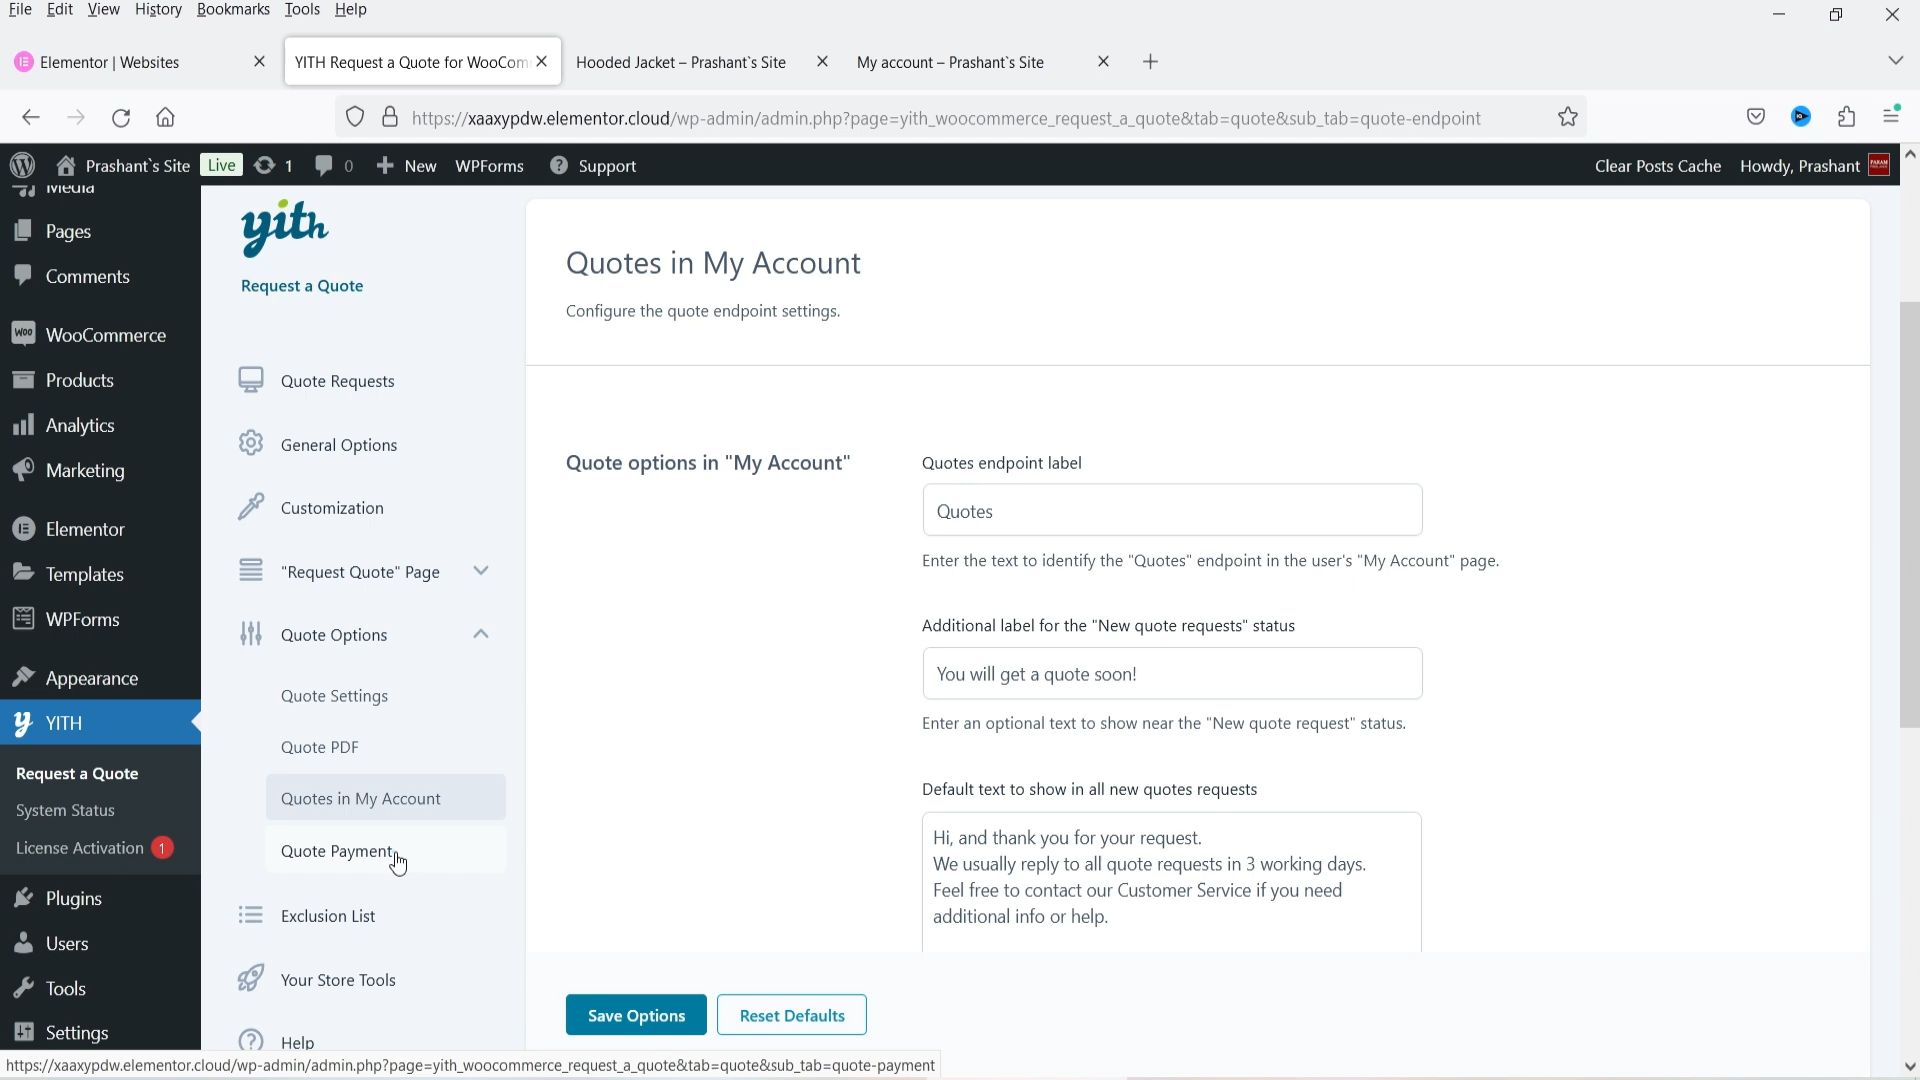 File Edit View History Bookmarks Tools Help
Elementor | Websites
YITH Request a Quote for WooCom
Hooded Jacket – Prashant`s Site
My account – Prashant`s Site
https://xaaxypdw.elementor.cloud/wp-admin/admin.php?page=yith_woocommerce_request_a_quote&tab=quote&sub_tab=quote-endpoint
Prashant`s Site Live 1 0 New WPForms Support Clear Posts Cache Howdy, Prashant
Media
Pages
Comments
WooCommerce
Products
Analytics
Marketing
Elementor
Templates
WPForms
Appearance
YITH
Request a Quote
System Status
License Activation 1
Plugins
Users
Tools
Settings
yith
Request a Quote
Quote Requests
General Options
Customization
"Request Quote" Page
Quote Options
Quote Settings
Quote PDF
Quotes in My Account
Quote Payment
Exclusion List
Your Store Tools
Help
Quotes in My Account
Configure the quote endpoint settings.
Quote options in "My Account"
Quotes endpoint label
Quotes
Enter the text to identify the "Quotes" endpoint in the user's "My Account" page.
Additional label for the "New quote requests" status
You will get a quote soon!
Enter an optional text to show near the "New quote request" status.
Default text to show in all new quotes requests
Hi, and thank you for your request.
We usually reply to all quote requests in 3 working days.
Feel free to contact our Customer Service if you need
additional info or help.
Save Options
Reset Defaults
https://xaaxypdw.elementor.cloud/wp-admin/admin.php?page=yith_woocommerce_request_a_quote&tab=quote&sub_tab=quote-payment